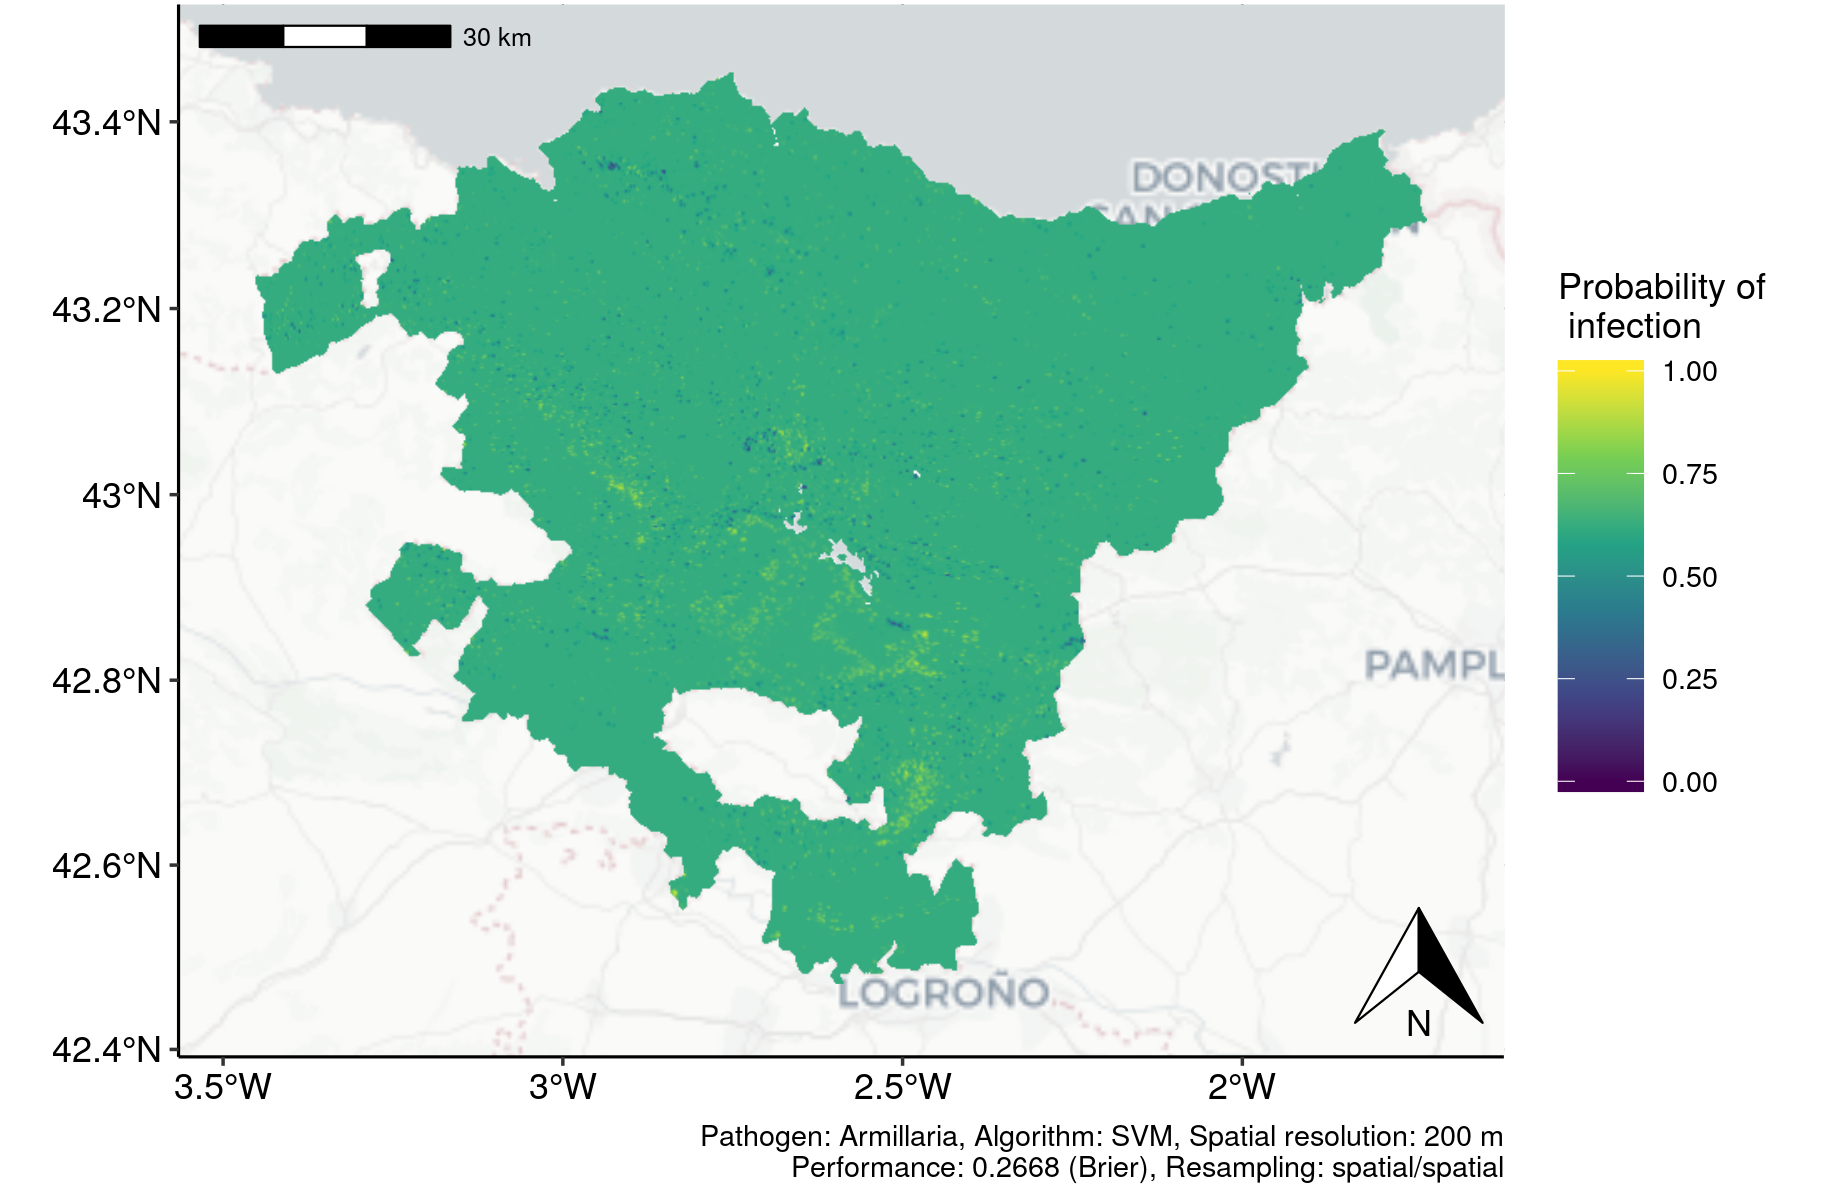 30 km
43.4°N
43.2°N
43°N
42.8°N
42.6°N
42.4°N
3.5°W
3°W
2.5°W
2°W
DONOSTI
PAMPL
LOGROÑO
N
Probability of
infection
1.00
0.75
0.50
0.25
0.00
Pathogen: Armillaria, Algorithm: SVM, Spatial resolution: 200 m
Performance: 0.2668 (Brier), Resampling: spatial/spatial